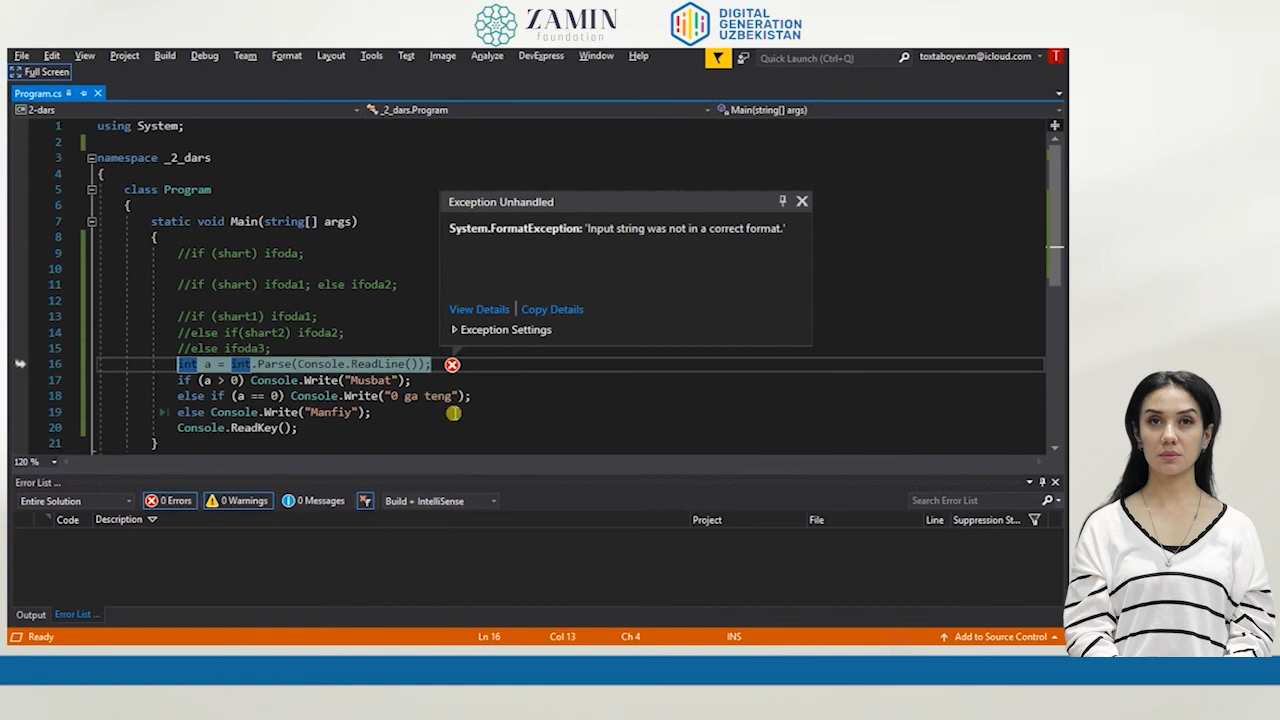 ZAMIN
foundation
DIGITAL
GENERATION
UZBEKISTAN
File Edit View Project Build Debug Team Format Layout Tools Test Image Analyze DevExpress Window Help Quick Launch (Ctrl+Q) toxtaboyev.m@icloud.com T
Full Screen
Program.cs
2-dars _2_dars.Program Main(string[] args)
1 using System;
2
3 namespace _2_dars
4 {
5 class Program
6 {
7 static void Main(string[] args)
8 {
9 //if (shart) ifoda;
10
11 //if (shart) ifoda1; else ifoda2;
12
13 //if (shart1) ifoda1;
14 //else if(shart2) ifoda2;
15 //else ifoda3;
16 int a = int.Parse(Console.ReadLine());
17 if (a > 0) Console.Write("Musbat");
18 else if (a == 0) Console.Write("0 ga teng");
19 else Console.Write("Manfiy");
20 Console.ReadKey();
21 }
Exception Unhandled
System.FormatException: 'Input string was not in a correct format.'
View Details Copy Details
Exception Settings
120 %
Error List ...
Entire Solution 0 Errors 0 Warnings 0 Messages Build + IntelliSense Search Error List
Code Description Project File Line Suppression St...
Output Error List ...
Ready Ln 16 Col 13 Ch 4 INS Add to Source Control